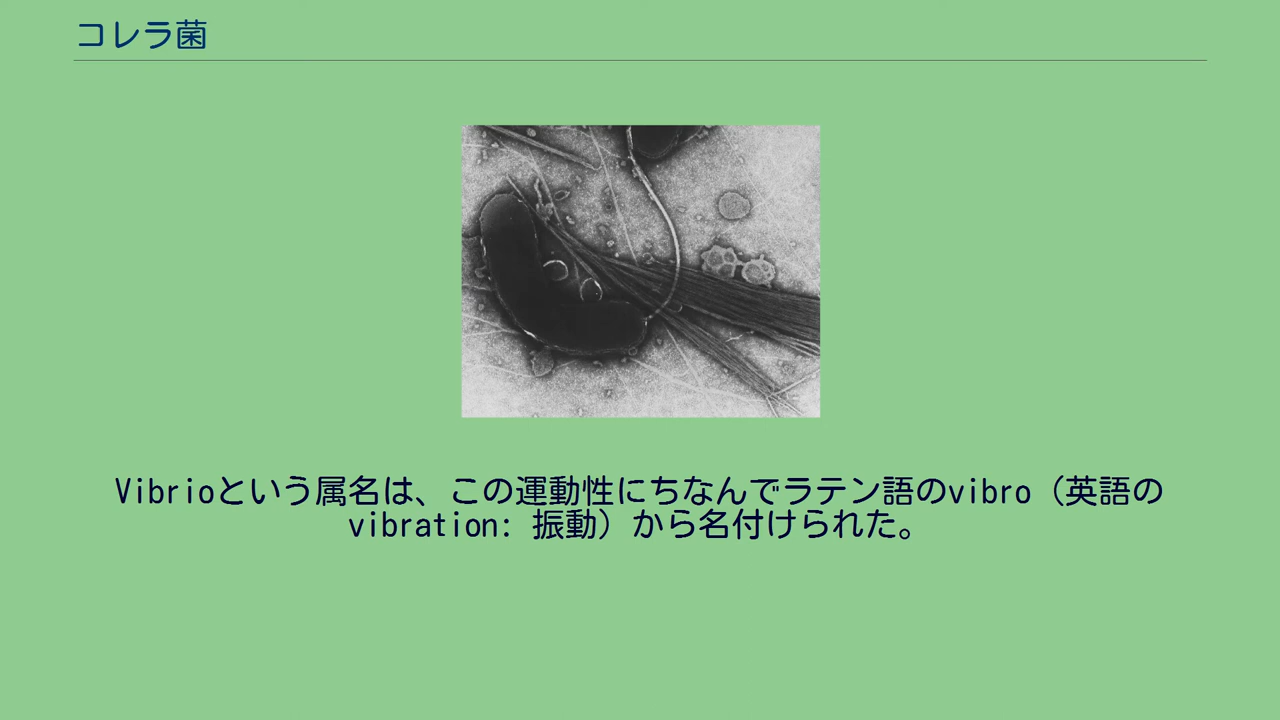 コレラ菌
Vibrioという属名は、この運動性にちなんでラテン語のvibro（英語の
vibration: 振動）から名付けられた。